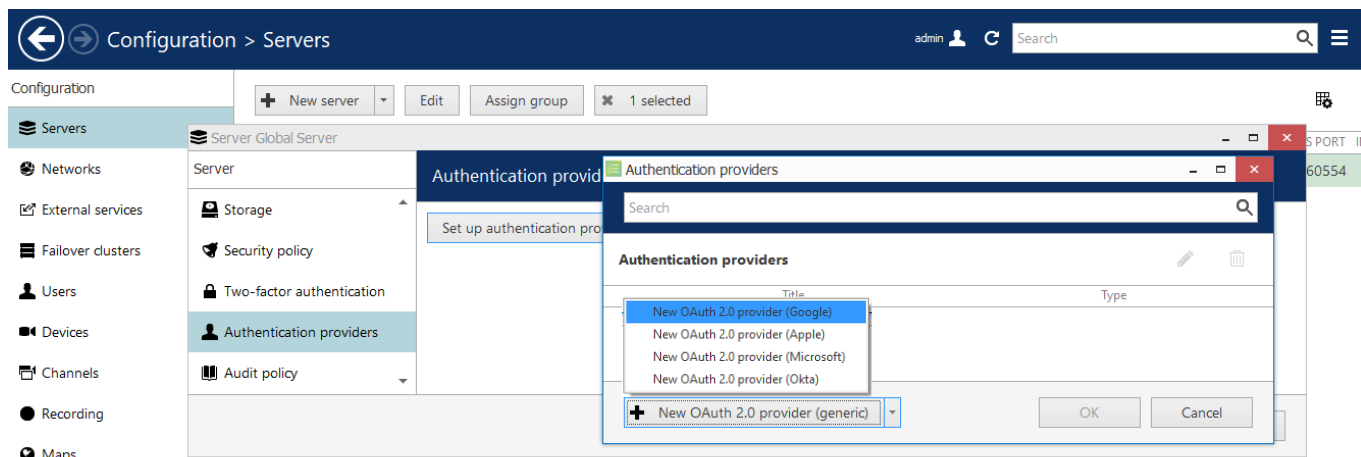 Configuration > Servers
admin
Search
Configuration
New server
Edit
Assign group
1 selected
Servers
Networks
External services
Failover clusters
Users
Devices
Channels
Recording
Maps
Server Global Server
S PORT
60554
Server
Storage
Security policy
Two-factor authentication
Authentication providers
Audit policy
Authentication provid
Set up authentication pro
Authentication providers
Search
Authentication providers
Title
Type
New OAuth 2.0 provider (Google)
New OAuth 2.0 provider (Apple)
New OAuth 2.0 provider (Microsoft)
New OAuth 2.0 provider (Okta)
New OAuth 2.0 provider (generic)
OK
Cancel